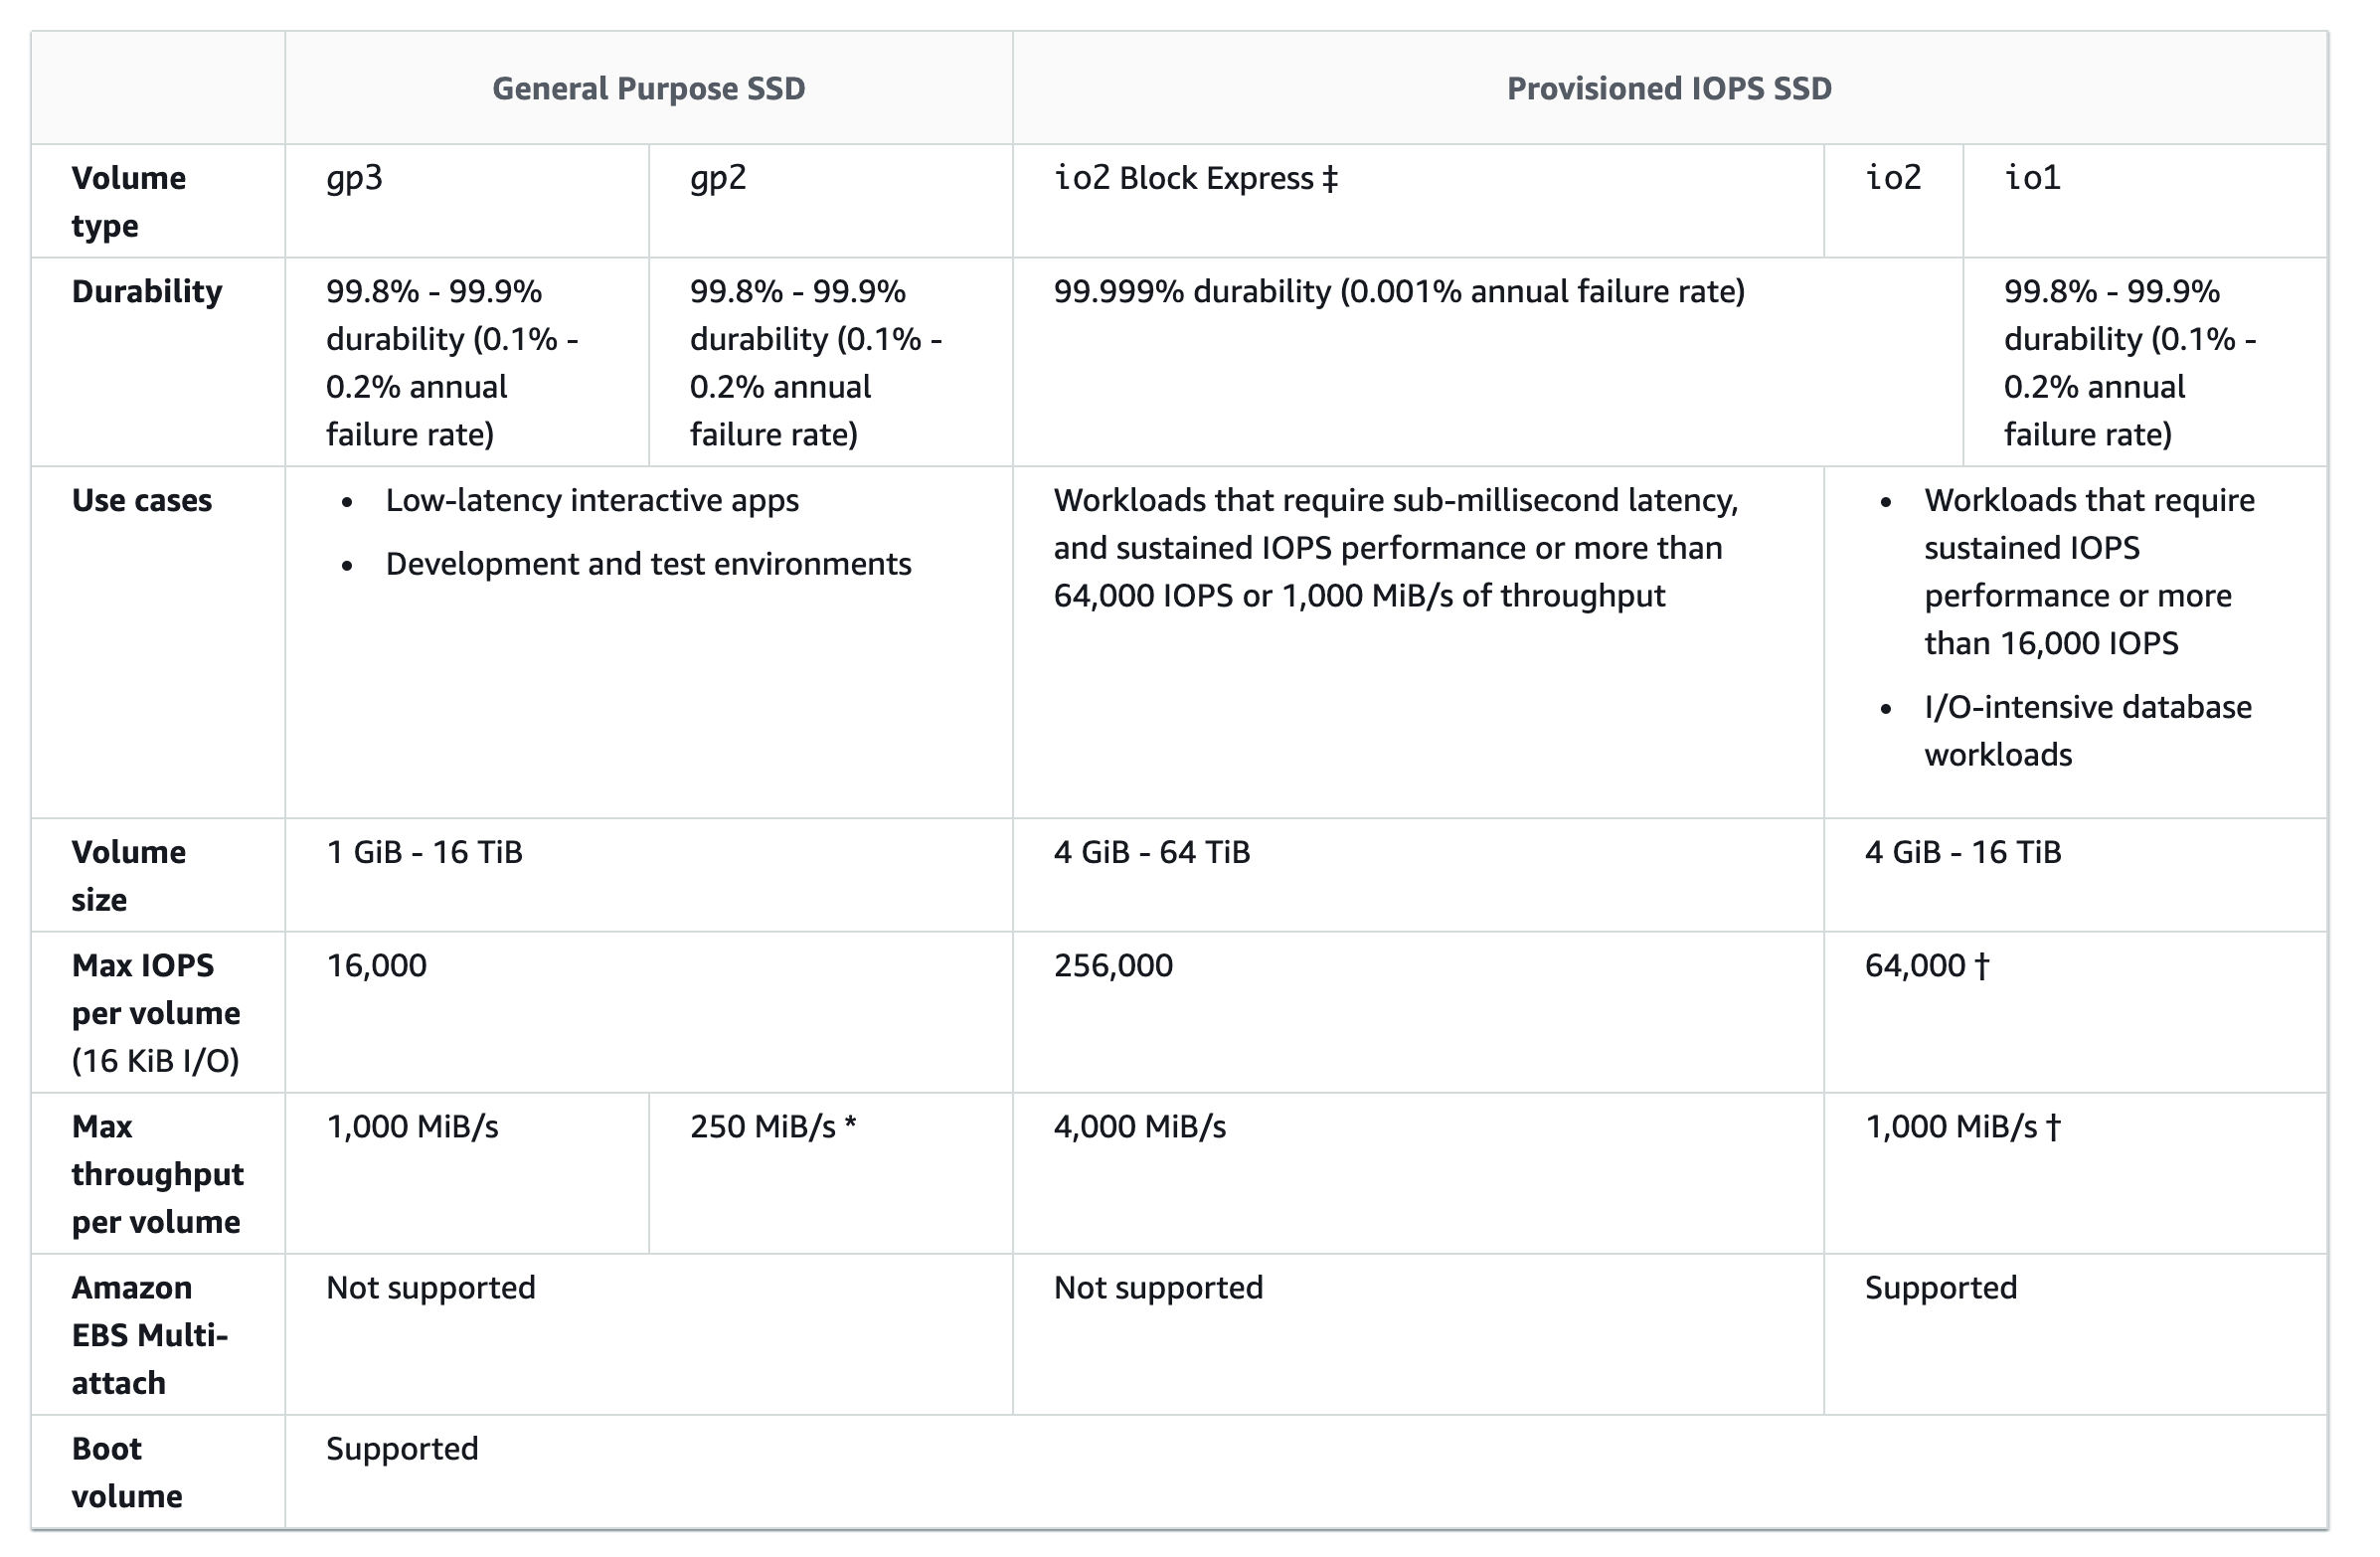 General Purpose SSD
Provisioned IOPS SSD
Volume
type
gp3
gp2
io2 Block Express ‡
io2
io1
Durability
99.8% - 99.9%
durability (0.1% -
0.2% annual
failure rate)
99.8% - 99.9%
durability (0.1% -
0.2% annual
failure rate)
99.999% durability (0.001% annual failure rate)
99.8% - 99.9%
durability (0.1% -
0.2% annual
failure rate)
Use cases
• Low-latency interactive apps
• Development and test environments
Workloads that require sub-millisecond latency,
and sustained IOPS performance or more than
64,000 IOPS or 1,000 MiB/s of throughput
• Workloads that require
sustained IOPS
performance or more
than 16,000 IOPS
• I/O-intensive database
workloads
Volume
size
1 GiB - 16 TiB
4 GiB - 64 TiB
4 GiB - 16 TiB
Max IOPS
per volume
(16 KiB I/O)
16,000
256,000
64,000 †
Max
throughput
per volume
1,000 MiB/s
250 MiB/s *
4,000 MiB/s
1,000 MiB/s †
Amazon
EBS Multi-
attach
Not supported
Not supported
Supported
Boot
volume
Supported